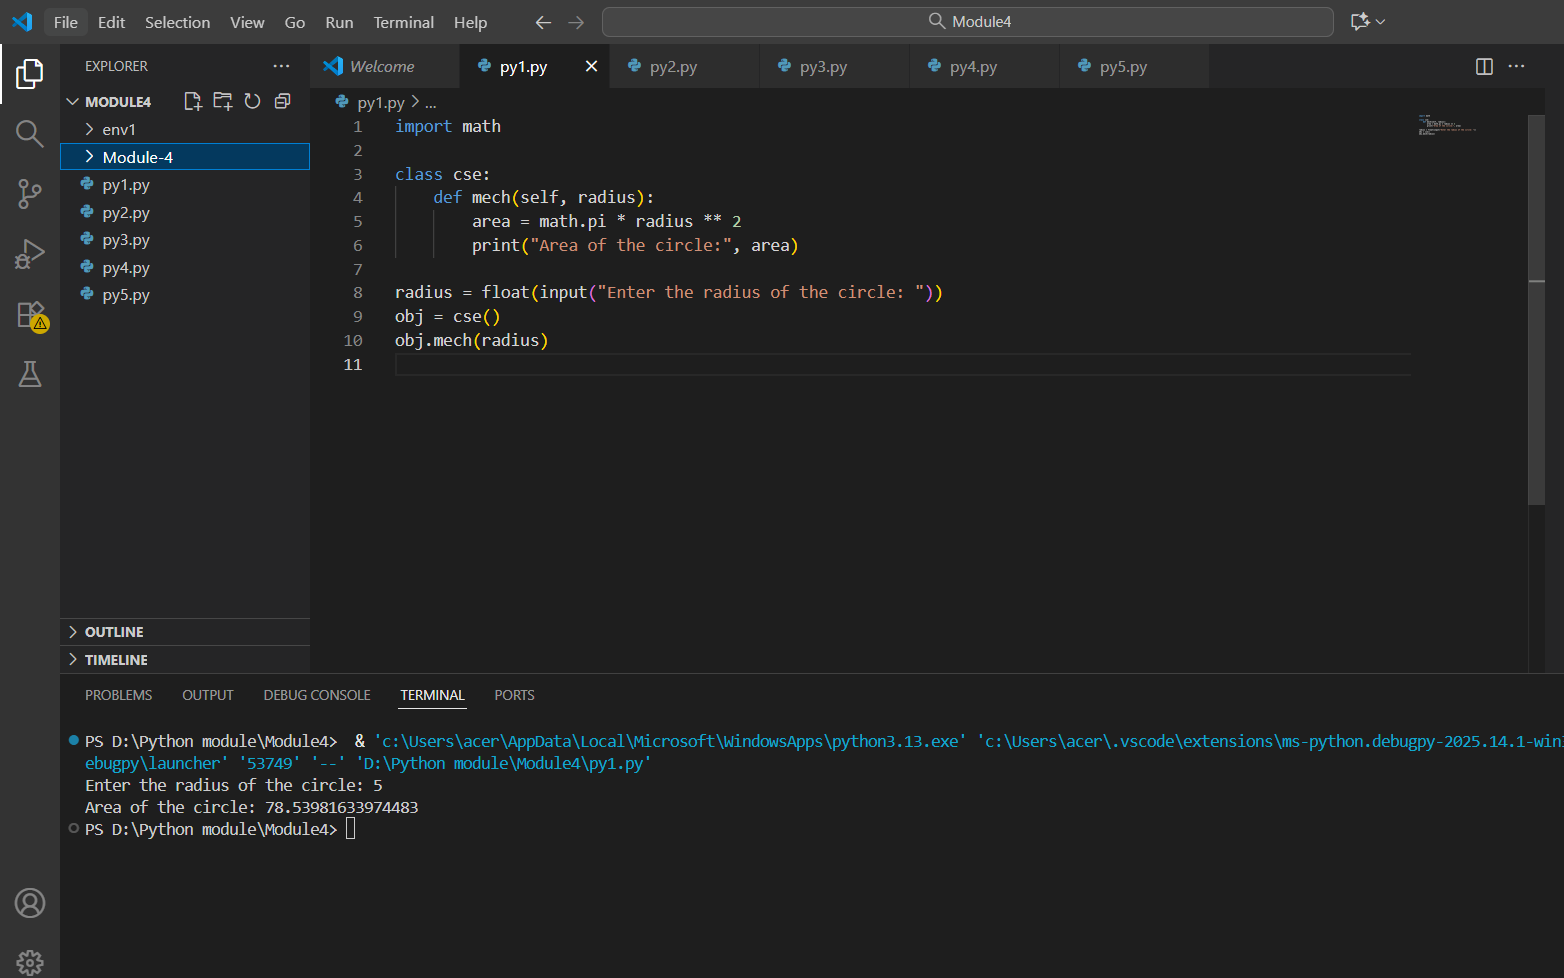 File Edit Selection View Go Run Terminal Help
Module4
EXPLORER
MODULE4
env1
Module-4
py1.py
py2.py
py3.py
py4.py
py5.py
OUTLINE
TIMELINE
Welcome py1.py py2.py py3.py py4.py py5.py
py1.py > ...
1 import math
2
3 class cse:
4     def mech(self, radius):
5         area = math.pi * radius ** 2
6         print("Area of the circle:", area)
7
8 radius = float(input("Enter the radius of the circle: "))
9 obj = cse()
10 obj.mech(radius)
11
PROBLEMS OUTPUT DEBUG CONSOLE TERMINAL PORTS
PS D:\Python module\Module4>  & 'c:\Users\acer\AppData\Local\Microsoft\WindowsApps\python3.13.exe' 'c:\Users\acer\.vscode\extensions\ms-python.debugpy-2025.14.1-win3
ebugpy\launcher' '53749' '--' 'D:\Python module\Module4\py1.py'
Enter the radius of the circle: 5
Area of the circle: 78.53981633974483
PS D:\Python module\Module4>